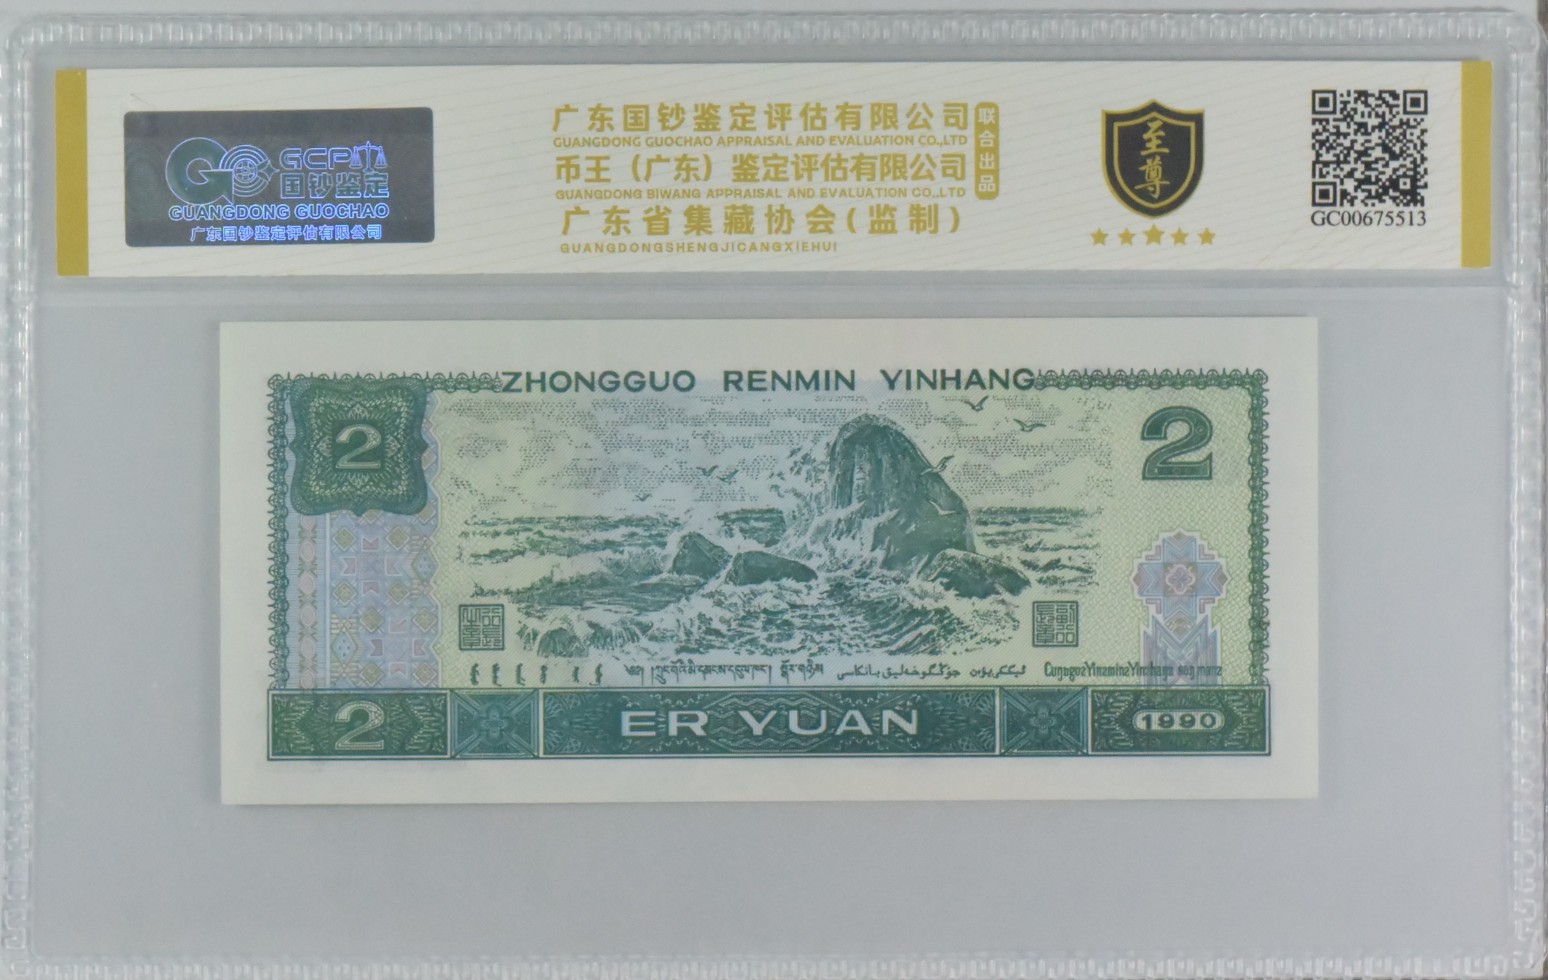 GCP
国钞鉴定
GUANGDONG GUOCHAO
广东国钞鉴定评估有限公司
广东国钞鉴定评估有限公司
GUANGDONG GUOCHAO APPRAISAL AND EVALUATION CO.,LTD
币王（广东）鉴定评估有限公司
GUANGDONG BIWANG APPRAISAL AND EVALUATION CO.,LTD
联合出品
广东省集藏协会(监制)
GUANGDONGSHENGJICANGXIEHUI
至尊
GC00675513
ZHONGGUO RENMIN YINHANG
2
2
2
ER YUAN
1990